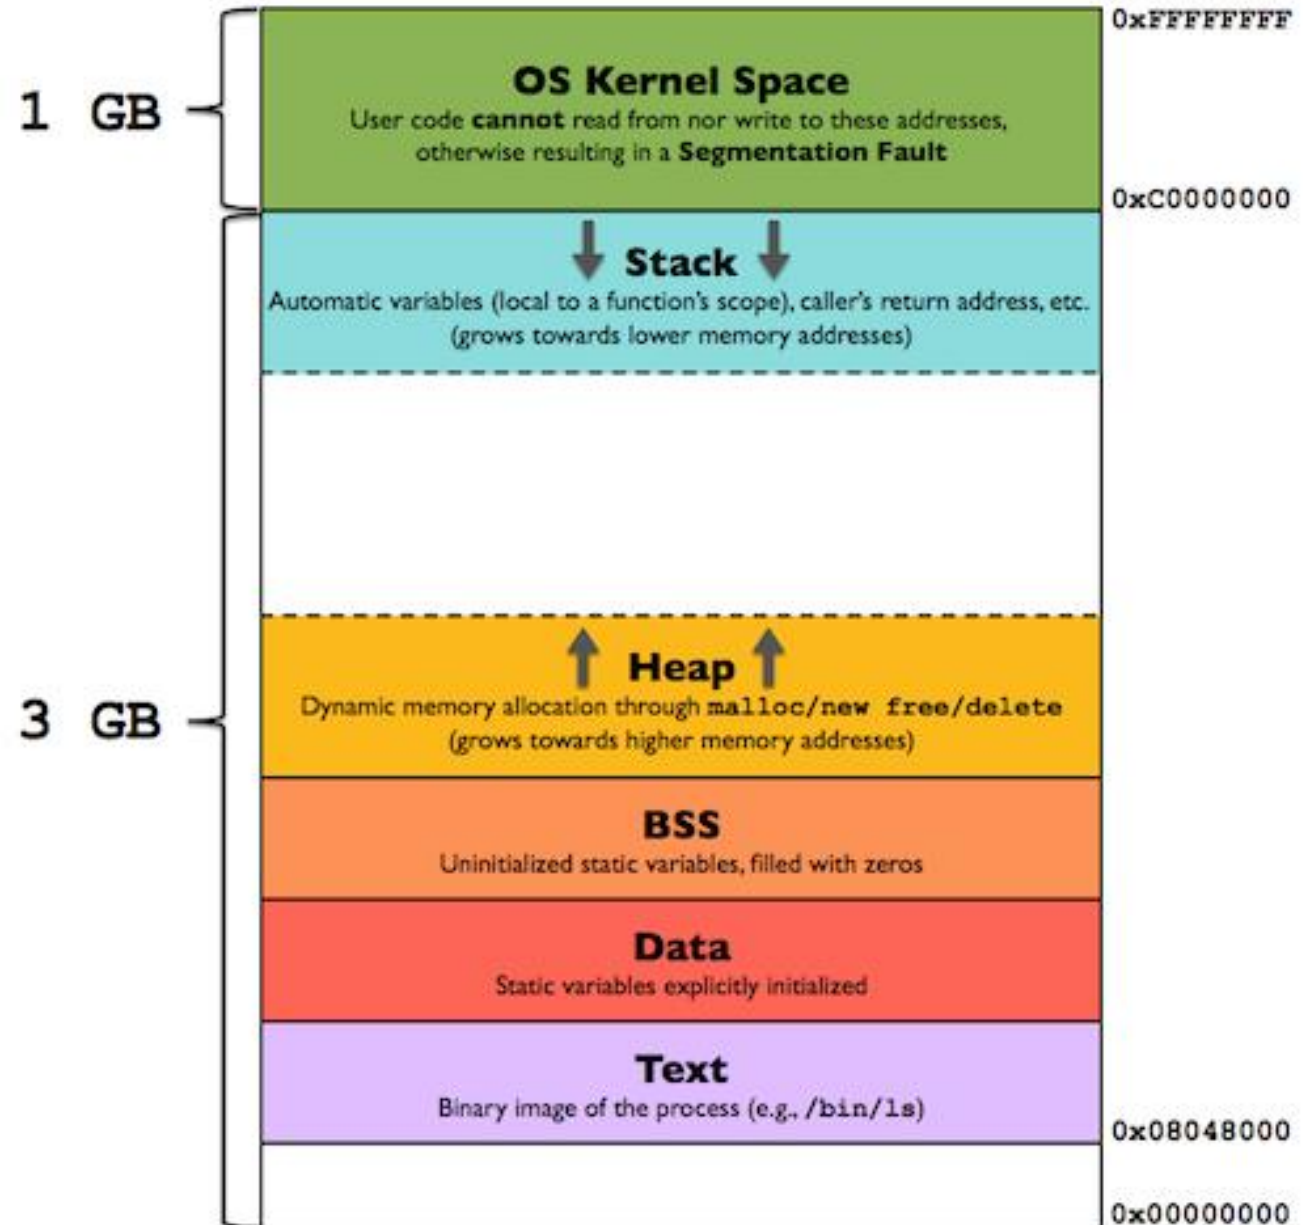 0xFFFFFFFF
OS Kernel Space
1 GB
User code cannot read from nor write to these addresses,
otherwise resulting in a Segmentation Fault
0xC0000000
Stack
Automatic variables (local to a function's scope), caller's return address, etc.
(grows towards lower memory addresses)
Heap
3 GB
Dynamic memory allocation through malloc/new free/delete
(grows towards higher memory addresses)
BSS
Uninitialized static variables, filled with zeros
Data
Static variables explicitly initialized
Text
Binary image of the process (e.g., /bin/ls)
0x08048000
0x00000000